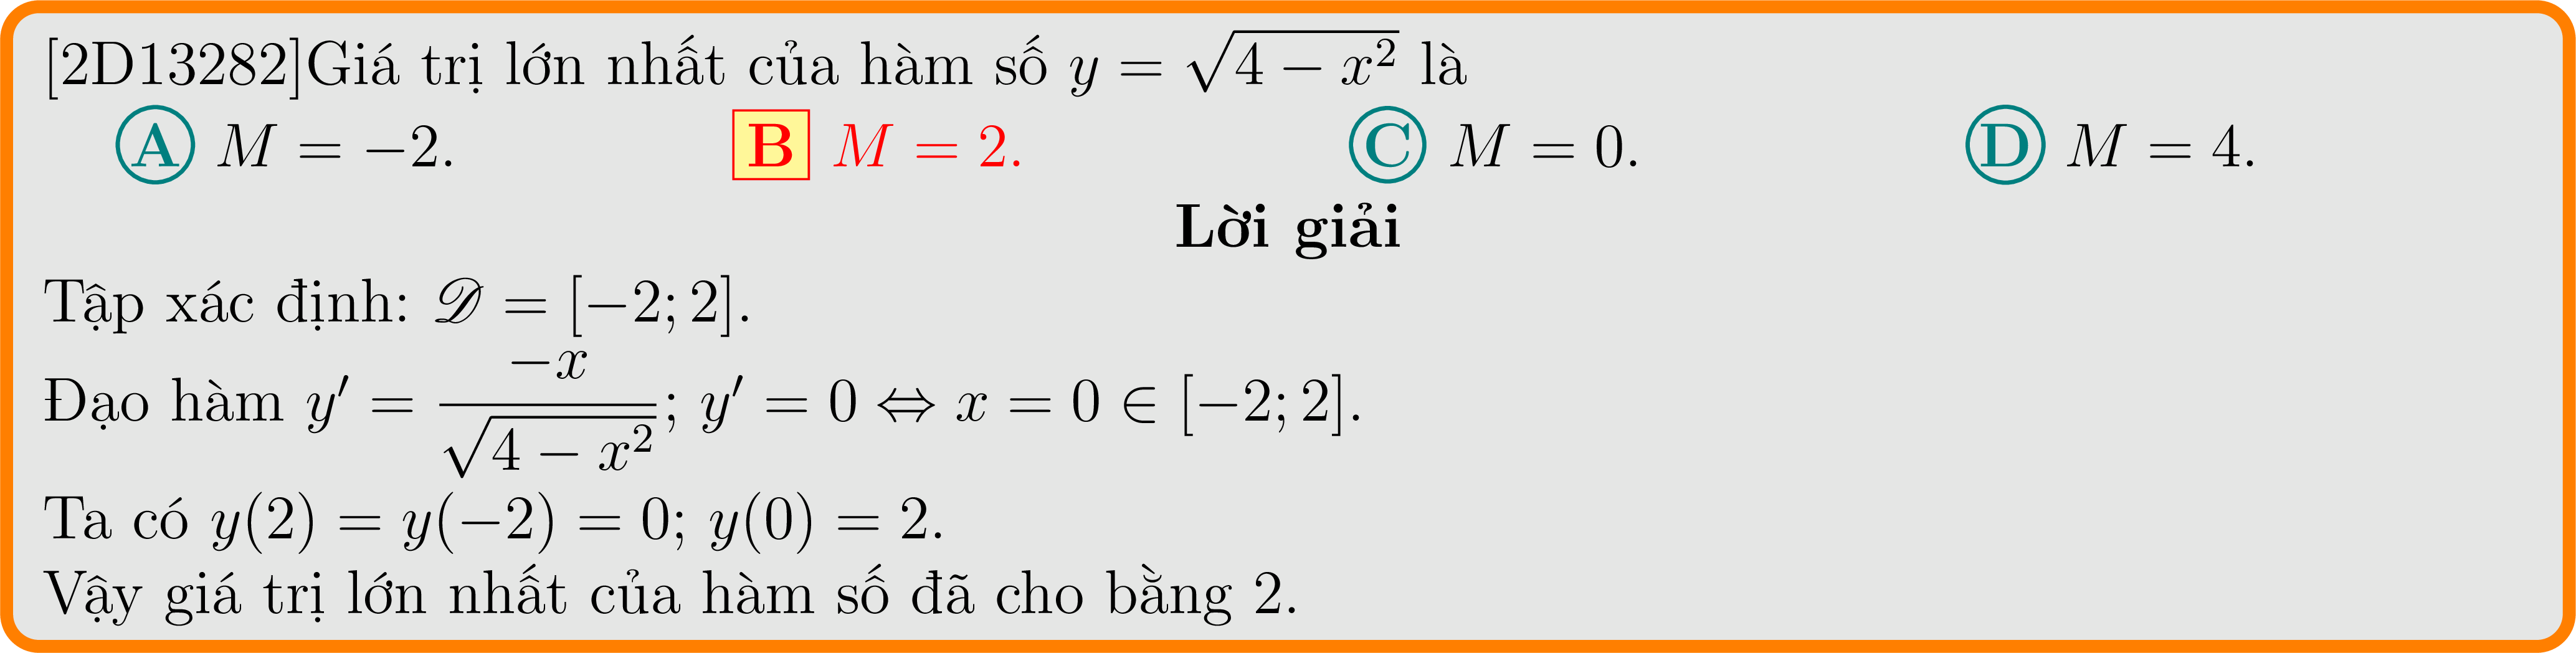 [2D13282]Giá trị lớn nhất của hàm số $y = \sqrt{4 - x^2}$ là
A $M = -2$. B $M = 2$. C $M = 0$. D $M = 4$.
Lời giải
Tập xác định: $\mathscr{D} = [-2; 2]$.
Đạo hàm $y' = \dfrac{-x}{\sqrt{4 - x^2}}$; $y' = 0 \Leftrightarrow x = 0 \in [-2; 2]$.
Ta có $y(2) = y(-2) = 0$; $y(0) = 2$.
Vậy giá trị lớn nhất của hàm số đã cho bằng 2.